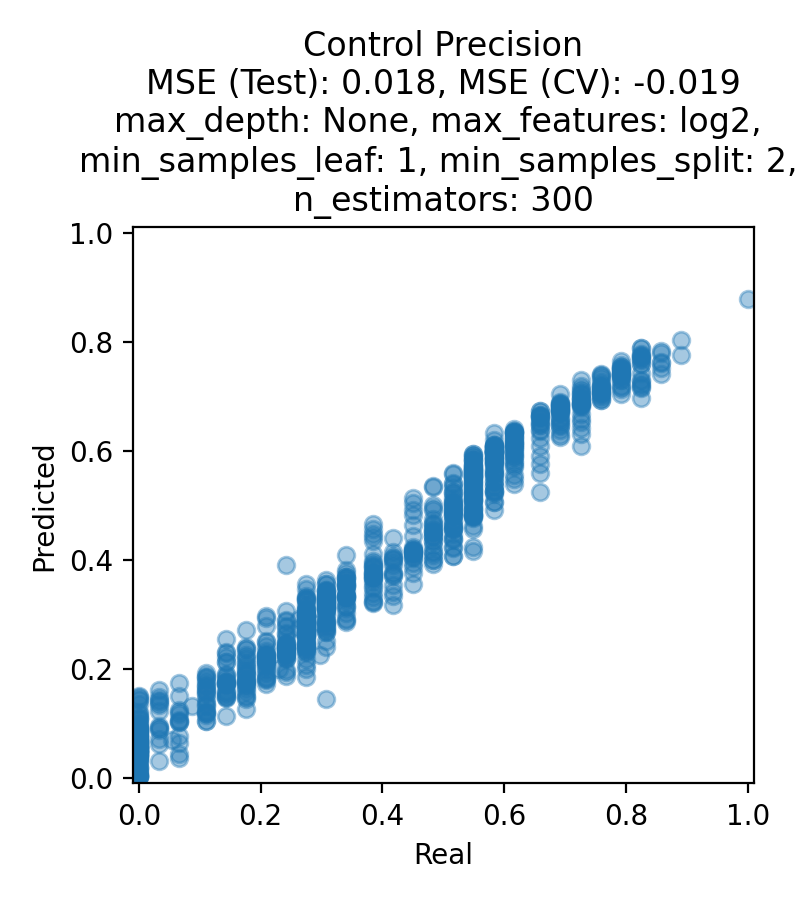 Control Precision
MSE (Test): 0.018, MSE (CV): -0.019
max_depth: None, max_features: log2,
min_samples_leaf: 1, min_samples_split: 2,
n_estimators: 300
1.0
0.8
0.6
0.4
0.2
0.0
Predicted
0.0 0.2 0.4 0.6 0.8 1.0
Real